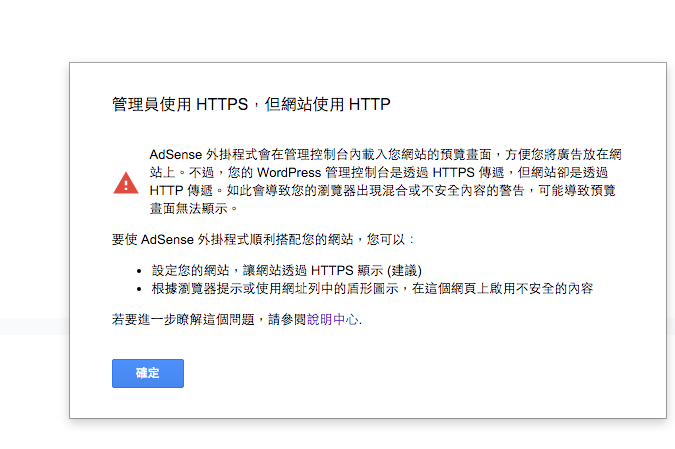 管理員使用 HTTPS，但網站使用 HTTP
AdSense 外掛程式會在管理控制台內載入您網站的預覽畫面，方便您將廣告放在網
站上。不過，您的 WordPress 管理控制台是透過 HTTPS 傳遞，但網站卻是透過
HTTP 傳遞。如此會導致您的瀏覽器出現混合或不安全內容的警告，可能導致預覽
畫面無法顯示。
要使 AdSense 外掛程式順利搭配您的網站，您可以：
• 設定您的網站，讓網站透過 HTTPS 顯示 (建議)
• 根據瀏覽器提示或使用網址列中的盾形圖示，在這個網頁上啟用不安全的內容
若要進一步瞭解這個問題，請參閱說明中心.
確定